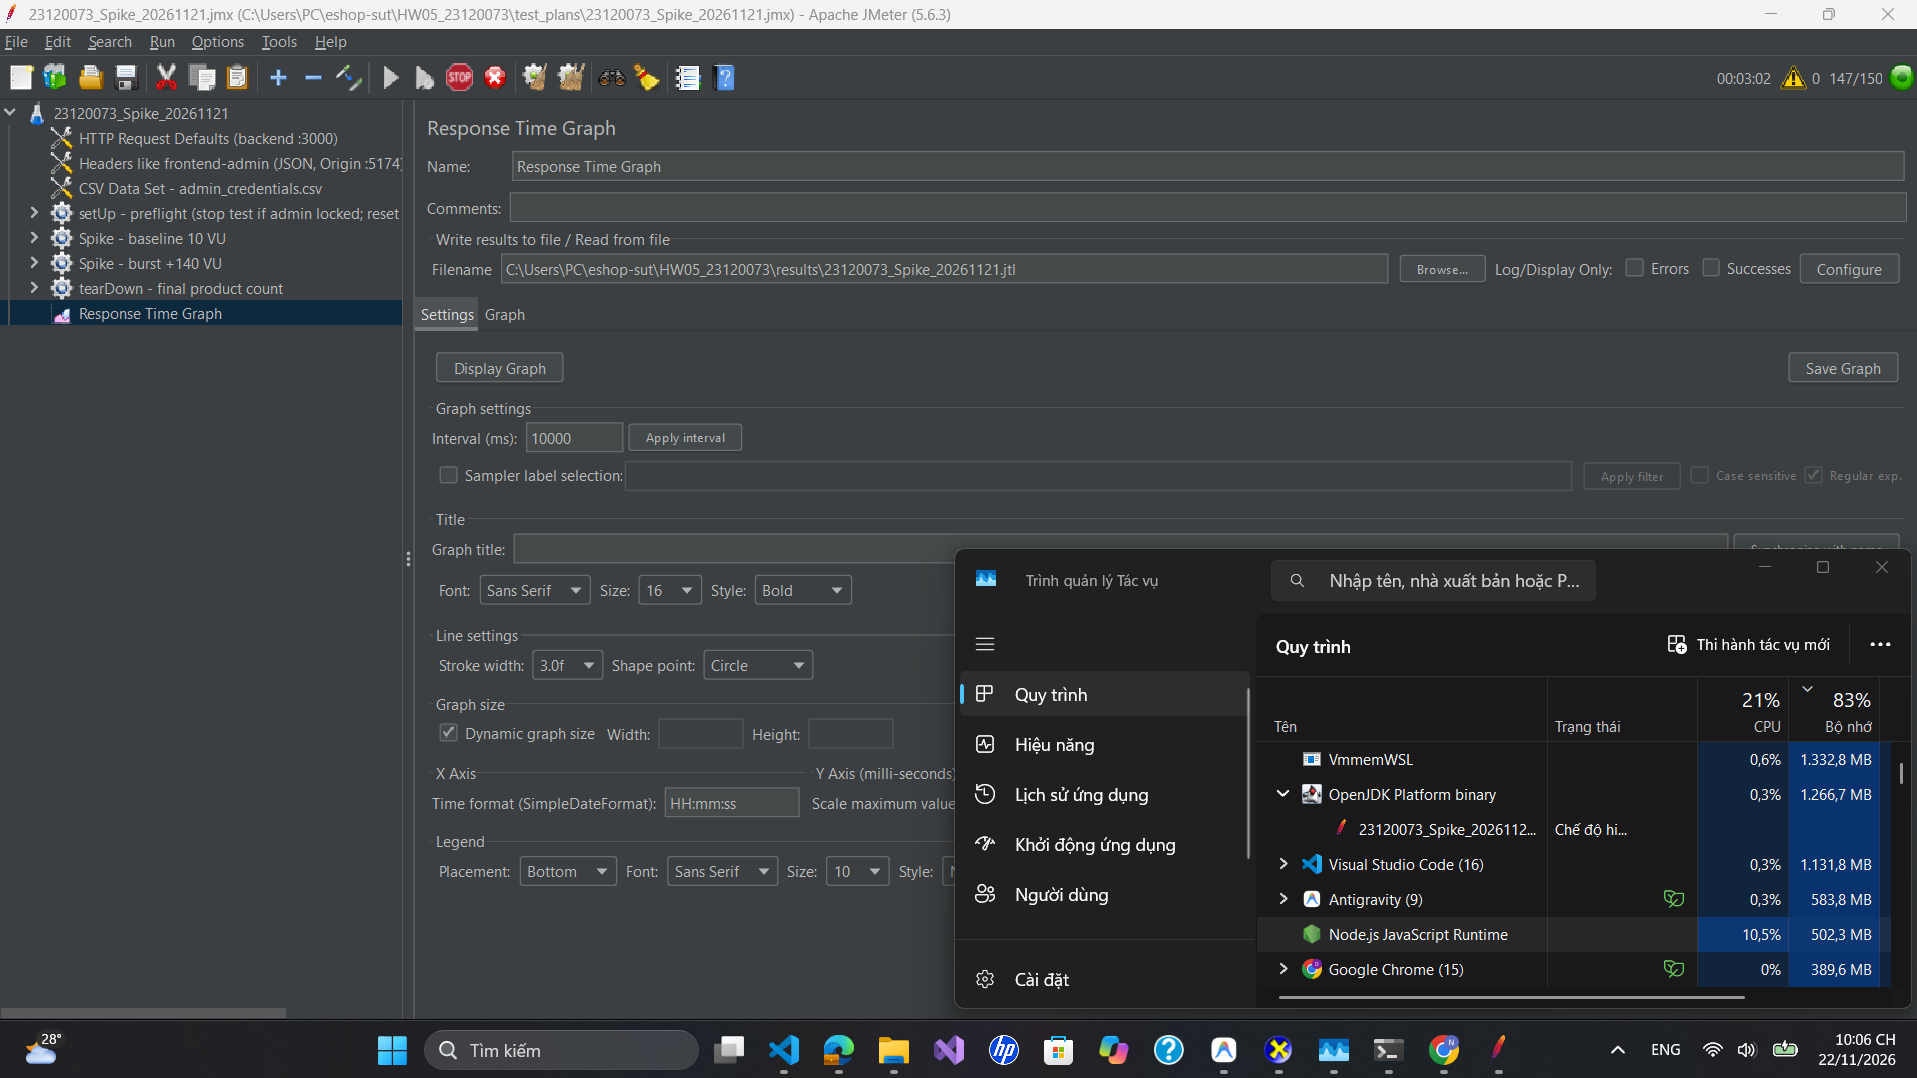 23120073_Spike_20261121.jmx (C:\Users\PC\eshop-sut\HW05_23120073\test_plans\23120073_Spike_20261121.jmx) - Apache JMeter (5.6.3)
File Edit Search Run Options Tools Help
STOP
00:03:02 0 147/150
23120073_Spike_20261121
HTTP Request Defaults (backend :3000)
Headers like frontend-admin (JSON, Origin :5174)
CSV Data Set - admin_credentials.csv
setUp - preflight (stop test if admin locked; reset
Spike - baseline 10 VU
Spike - burst +140 VU
tearDown - final product count
Response Time Graph
Response Time Graph
Name: Response Time Graph
Comments:
Write results to file / Read from file
Filename C:\Users\PC\eshop-sut\HW05_23120073\results\23120073_Spike_20261121.jtl Browse... Log/Display Only: Errors Successes Configure
Settings Graph
Display Graph Save Graph
Graph settings
Interval (ms): 10000 Apply interval
Sampler label selection: Apply filter Case sensitive Regular exp.
Title
Graph title:
Font: Sans Serif Size: 16 Style: Bold
Line settings
Stroke width: 3.0f Shape point: Circle
Graph size
Dynamic graph size Width: Height:
X Axis Y Axis (milli-seconds)
Time format (SimpleDateFormat): HH:mm:ss Scale maximum value
Legend
Placement: Bottom Font: Sans Serif Size: 10 Style:
Trình quản lý Tác vụ
Nhập tên, nhà xuất bản hoặc P...
Quy trình
Hiệu năng
Lịch sử ứng dụng
Khởi động ứng dụng
Người dùng
Cài đặt
Quy trình Thi hành tác vụ mới
21% 83%
Tên Trạng thái CPU Bộ nhớ
VmmemWSL 0,6% 1.332,8 MB
OpenJDK Platform binary 0,3% 1.266,7 MB
23120073_Spike_2026112... Chế độ hi...
Visual Studio Code (16) 0,3% 1.131,8 MB
Antigravity (9) 0,3% 583,8 MB
Node.js JavaScript Runtime 10,5% 502,3 MB
Google Chrome (15) 0% 389,6 MB
28°
Tìm kiếm
hp
N
ENG
10:06 CH
22/11/2026